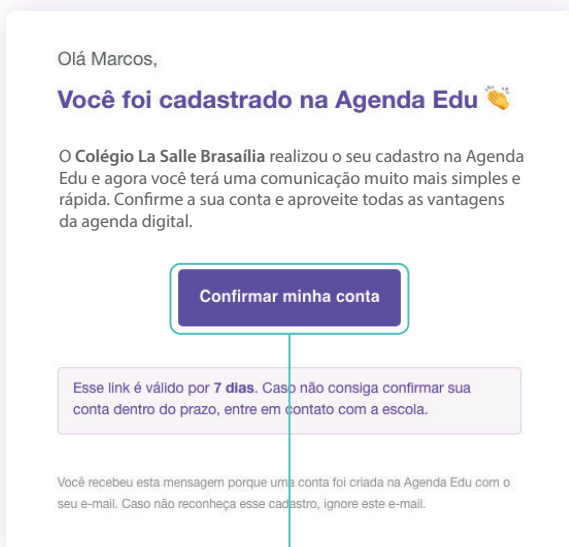 Olá Marcos,
Você foi cadastrado na Agenda Edu 👏
O Colégio La Salle Brasaília realizou o seu cadastro na Agenda
Edu e agora você terá uma comunicação muito mais simples e
rápida. Confirme a sua conta e aproveite todas as vantagens
da agenda digital.
Confirmar minha conta
Esse link é válido por 7 dias. Caso não consiga confirmar sua
conta dentro do prazo, entre em contato com a escola.
Você recebeu esta mensagem porque uma conta foi criada na Agenda Edu com o
seu e-mail. Caso não reconheça esse cadastro, ignore este e-mail.